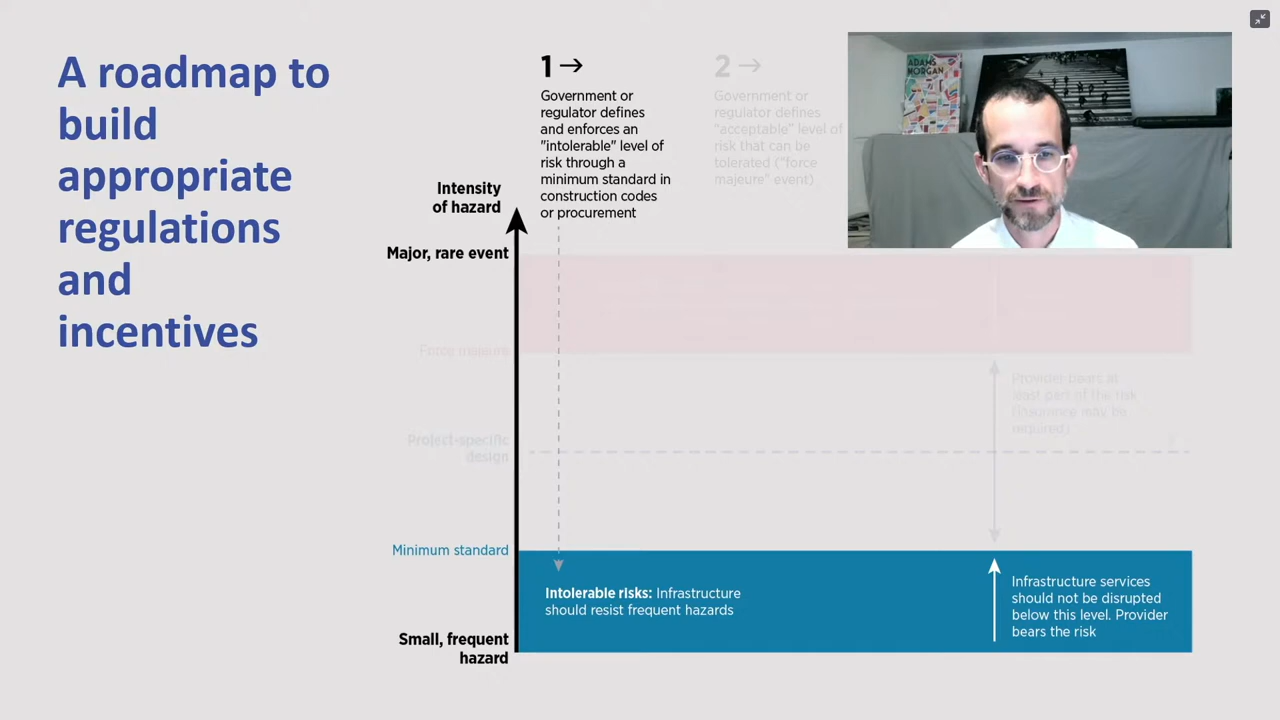 A roadmap to
build
appropriate
regulations
and
incentives
1
Government or
regulator defines
and enforces an
"intolerable" level of
risk through a
minimum standard in
construction codes
or procurement
2
Government or
regulator defines
"acceptable" level of
risk that can be
tolerated ("force
majeure" event)
ADAMS
MORGAN
Intensity
of hazard
Major, rare event
Force majeure
Provider bears at
least part of the risk
(insurance may be
required)
Project-specific
design
Minimum standard
Intolerable risks: Infrastructure
should resist frequent hazards
Infrastructure services
should not be disrupted
below this level. Provider
bears the risk
Small, frequent
hazard